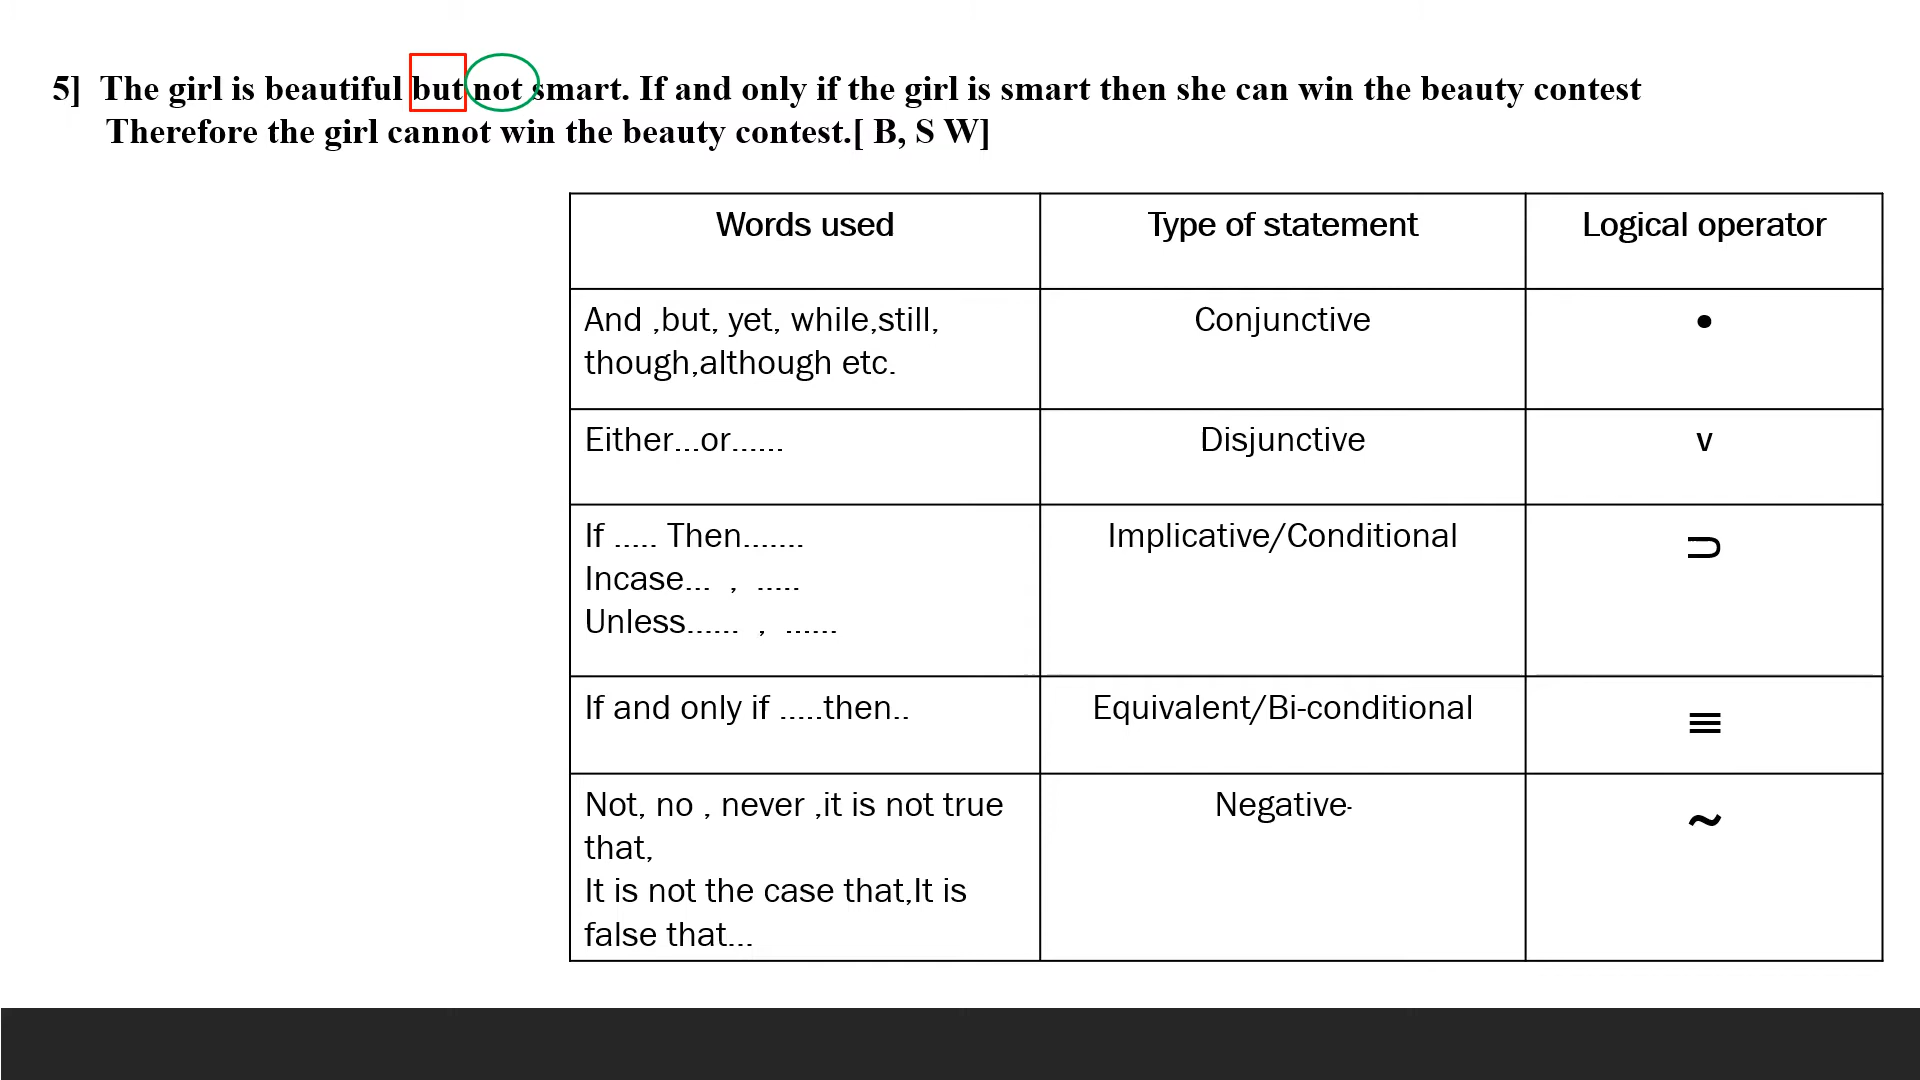 5] The girl is beautiful but not smart. If and only if the girl is smart then she can win the beauty contest
Therefore the girl cannot win the beauty contest.[ B, S W]
Words used
Type of statement
Logical operator
And ,but, yet, while,still,
though,although etc.
Conjunctive
•
Either...or......
Disjunctive
v
If ..... Then.......
Incase... , .....
Unless...... , ......
Implicative/Conditional
⊃
If and only if .....then..
Equivalent/Bi-conditional
≡
Not, no , never ,it is not true
that,
It is not the case that,It is
false that...
Negative-
~